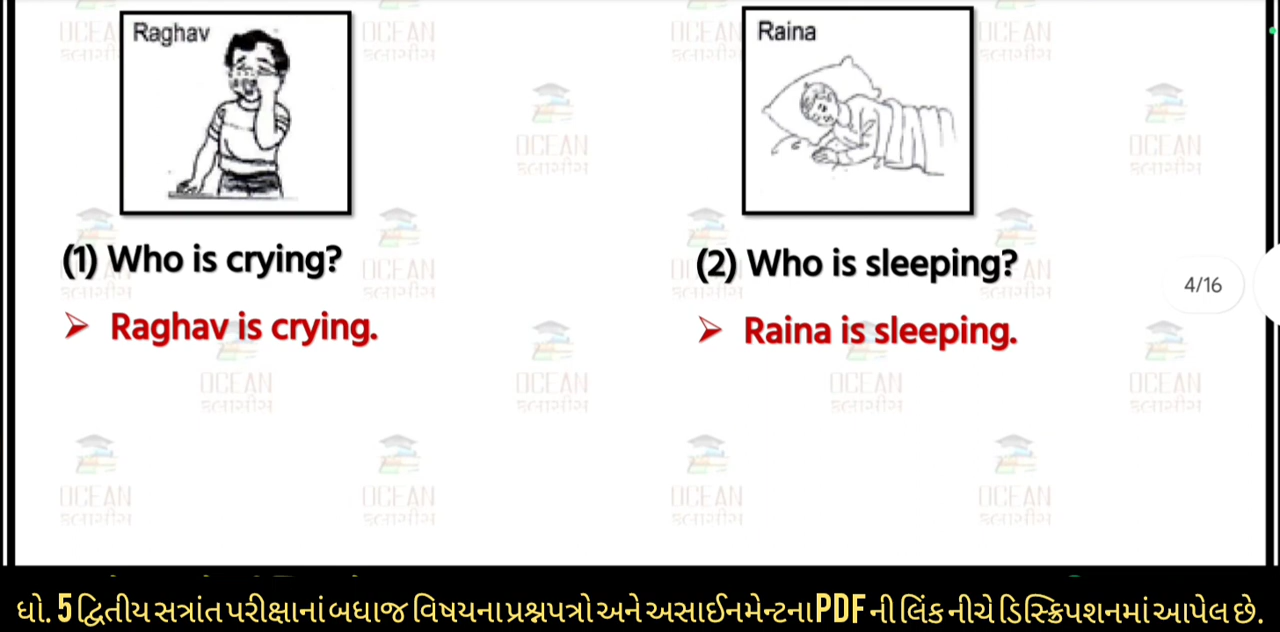 Raghav
Raina
(1) Who is crying?
➢ Raghav is crying.
(2) Who is sleeping?
➢ Raina is sleeping.
4/16
OCEAN
ક્લાસીસ
ધો. 5 દ્વિતીય સત્રાંત પરીક્ષાનાં બધાજ વિષયના પ્રશ્નપત્રો અને અસાઈનમેન્ટના PDF ની લિંક નીચે ડિસ્ક્રિપશનમાં આપેલ છે.